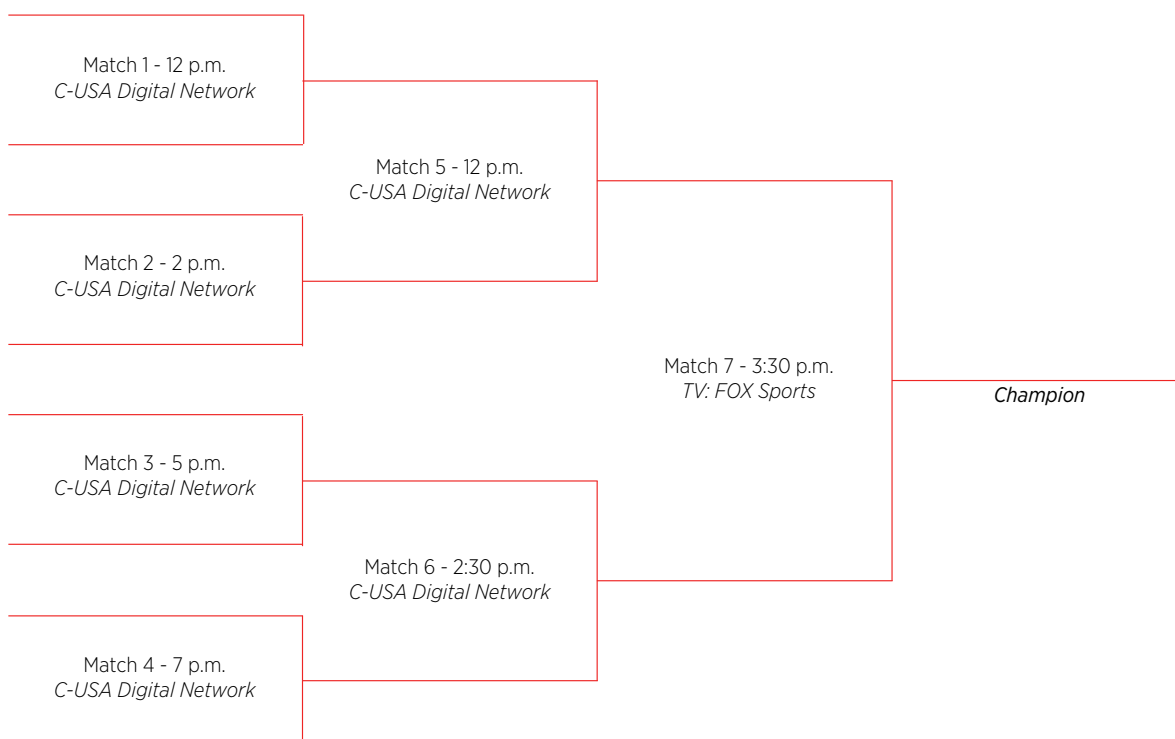 Match 1 - 12 p.m.
C-USA Digital Network
Match 5 - 12 p.m.
C-USA Digital Network
Match 2 - 2 p.m.
C-USA Digital Network
Match 7 - 3:30 p.m.
TV: FOX Sports
Champion
Match 3 - 5 p.m.
C-USA Digital Network
Match 6 - 2:30 p.m.
C-USA Digital Network
Match 4 - 7 p.m.
C-USA Digital Network